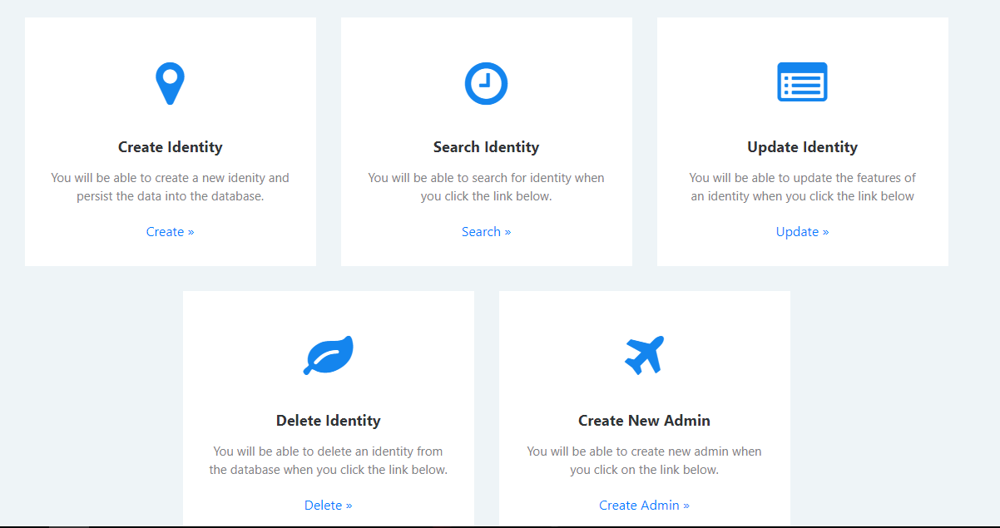 Create Identity
You will be able to create a new idenity and
persist the data into the database.
Create »
Search Identity
You will be able to search for identity when
you click the link below.
Search »
Update Identity
You will be able to update the features of
an identity when you click the link below
Update »
Delete Identity
You will be able to delete an identity from
the database when you click the link below.
Delete »
Create New Admin
You will be able to create new admin when
you click on the link below.
Create Admin »